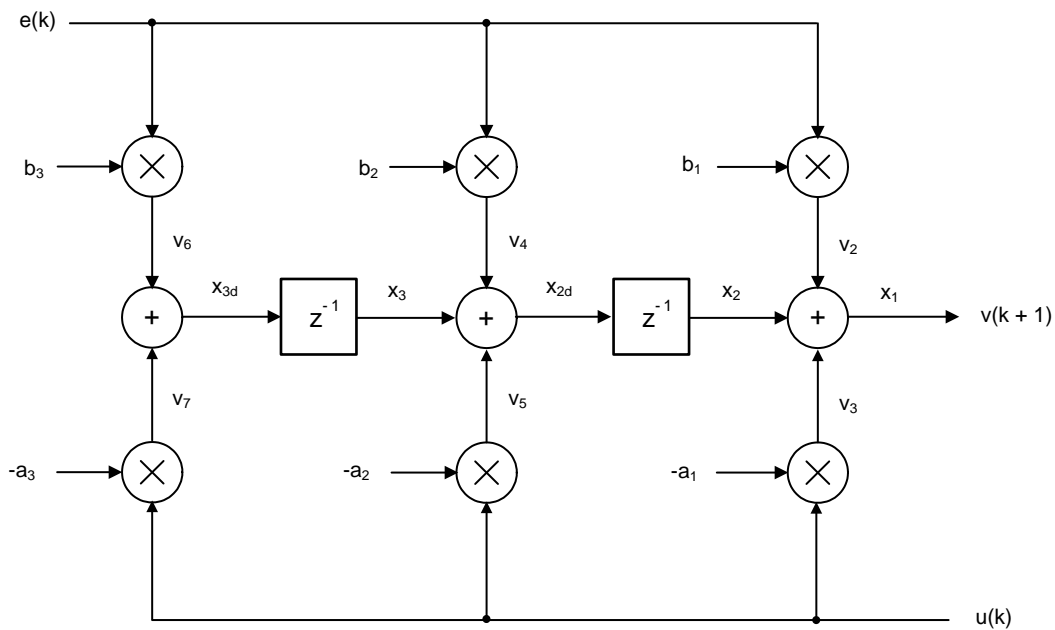 e(k)
b₃
b₂
b₁
v₆
v₄
v₂
x₃d
z⁻¹
x₃
x₂d
z⁻¹
x₂
x₁
+
+
+
v(k + 1)
v₇
v₅
v₃
-a₃
-a₂
-a₁
u(k)